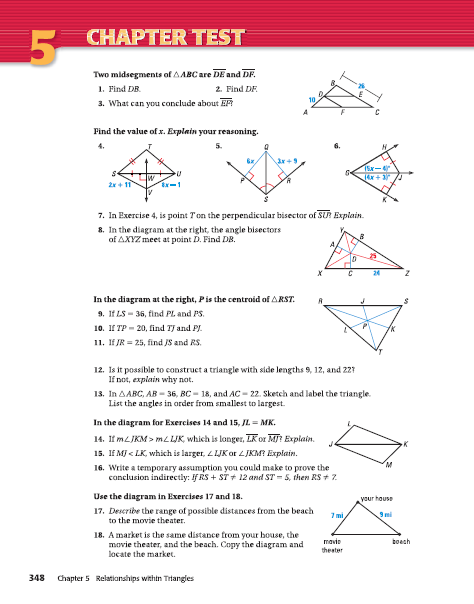 5 CHAPTER TEST
Two midsegments of △ABC are DE and DF.
1. Find DB. 2. Find DF.
3. What can you conclude about EF?
B
26
D
E
10
A F C
Find the value of x. Explain your reasoning.
4. 5. 6.
T
S U
W
2x + 11 8x − 1
V
Q
6x 3x + 9
P R
S
H
G
(5x − 4)°
(4x + 3)°
J
K
7. In Exercise 4, is point T on the perpendicular bisector of SU? Explain.
8. In the diagram at the right, the angle bisectors
of △XYZ meet at point D. Find DB.
Y
B
A
25
D
X C 24 Z
In the diagram at the right, P is the centroid of △RST.
9. If LS = 36, find PL and PS.
10. If TP = 20, find TJ and PJ.
11. If JR = 25, find JS and RS.
R J S
L P K
T
12. Is it possible to construct a triangle with side lengths 9, 12, and 22?
If not, explain why not.
13. In △ABC, AB = 36, BC = 18, and AC = 22. Sketch and label the triangle.
List the angles in order from smallest to largest.
In the diagram for Exercises 14 and 15, JL = MK.
14. If m∠JKM > m∠LJK, which is longer, LK or MJ? Explain.
15. If MJ < LK, which is larger, ∠LJK or ∠JKM? Explain.
16. Write a temporary assumption you could make to prove the
conclusion indirectly: If RS + ST ≠ 12 and ST = 5, then RS ≠ 7.
L
J K
M
Use the diagram in Exercises 17 and 18.
17. Describe the range of possible distances from the beach
to the movie theater.
18. A market is the same distance from your house, the
movie theater, and the beach. Copy the diagram and
locate the market.
your house
7 mi 9 mi
movie
theater
beach
348 Chapter 5 Relationships within Triangles